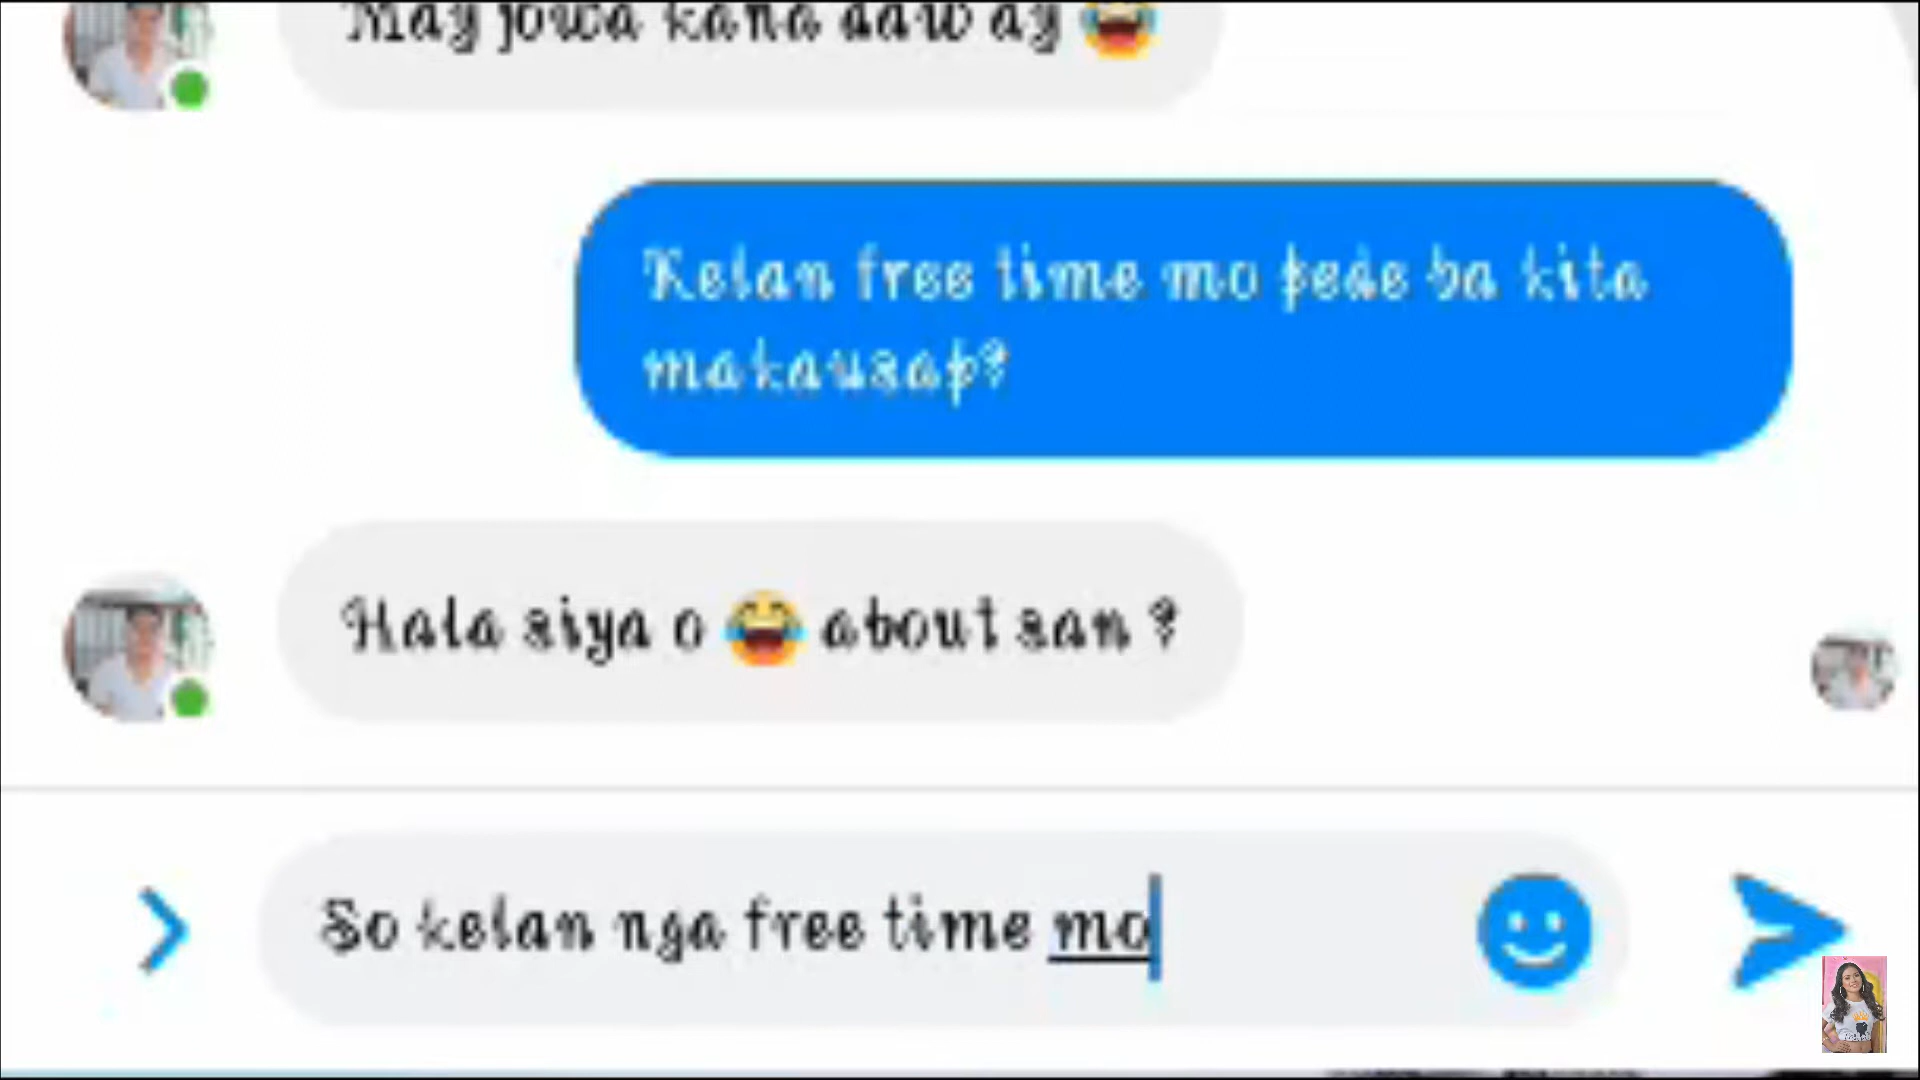 May jowa kana daw ay 😂
Kelan free time mo pede ba kita
makausap?
Hala siya o 😂 about san ?
So kelan nga free time mo